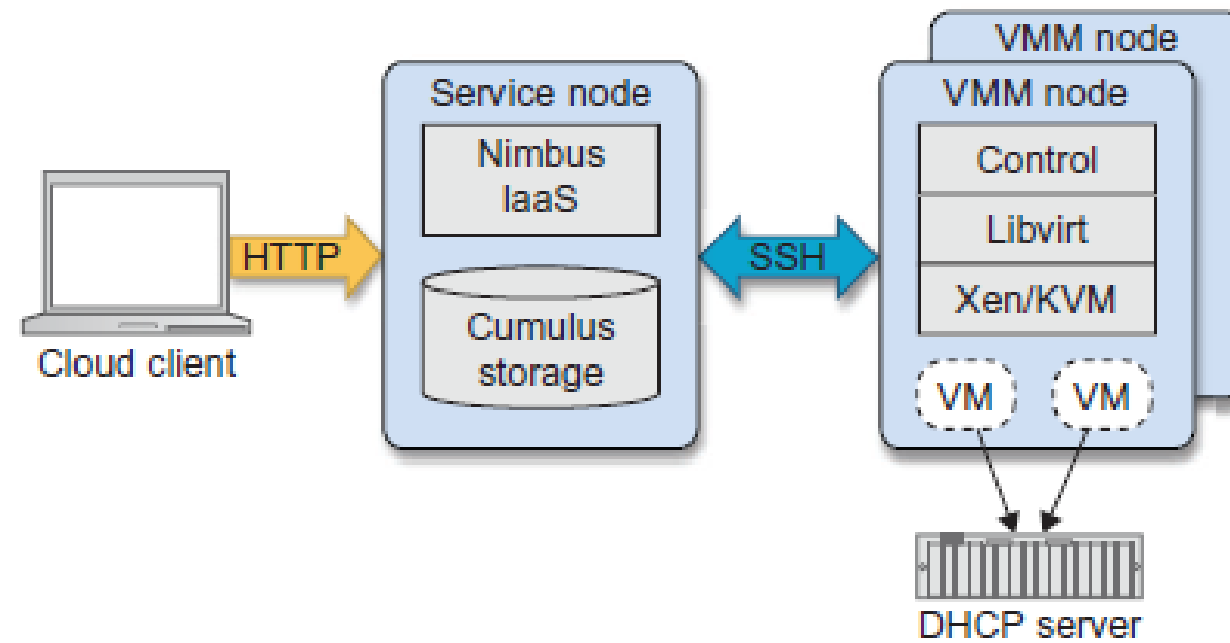 VMM node
Service node
VMM node
Nimbus
IaaS
Control
Libvirt
HTTP
SSH
Xen/KVM
Cumulus
storage
Cloud client
VM
VM
DHCP server